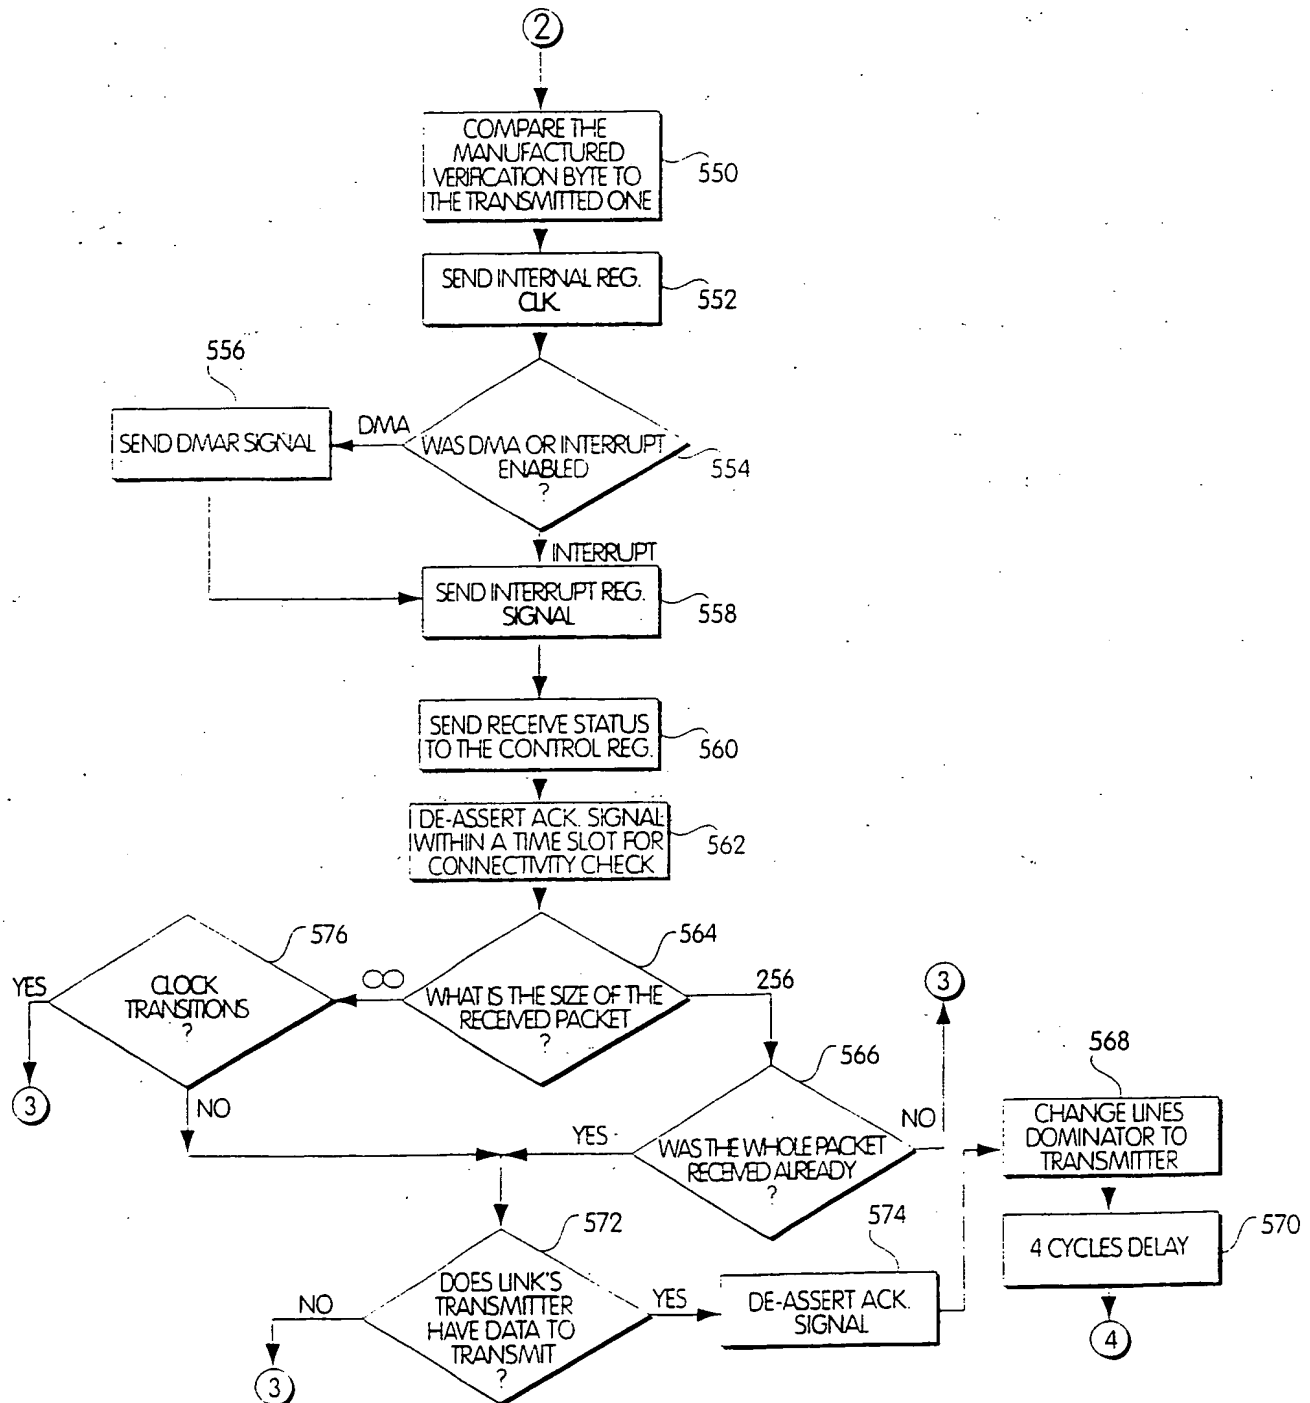 2
COMPARE THE
MANUFACTURED
VERIFICATION BYTE TO
THE TRANSMITTED ONE
550
SEND INTERNAL REG.
CLK.
552
556
SEND DMAR SIGNAL
DMA
WAS DMA OR INTERRUPT
ENABLED
?
554
INTERRUPT
SEND INTERRUPT REG.
SIGNAL
558
SEND RECEIVE STATUS
TO THE CONTROL REG.
560
DE-ASSERT ACK. SIGNAL
WITHIN A TIME SLOT FOR
CONNECTIVITY CHECK
562
576
YES
CLOCK
TRANSITIONS
?
∞
WHAT IS THE SIZE OF THE
RECEIVED PACKET
?
564
256
3
3
NO
YES
566
WAS THE WHOLE PACKET
RECEIVED ALREADY
?
NO
568
CHANGE LINES
DOMINATOR TO
TRANSMITTER
572
DOES LINK'S
TRANSMITTER
HAVE DATA TO
TRANSMIT
?
NO
3
YES
574
DE-ASSERT ACK.
SIGNAL
4 CYCLES DELAY
570
4